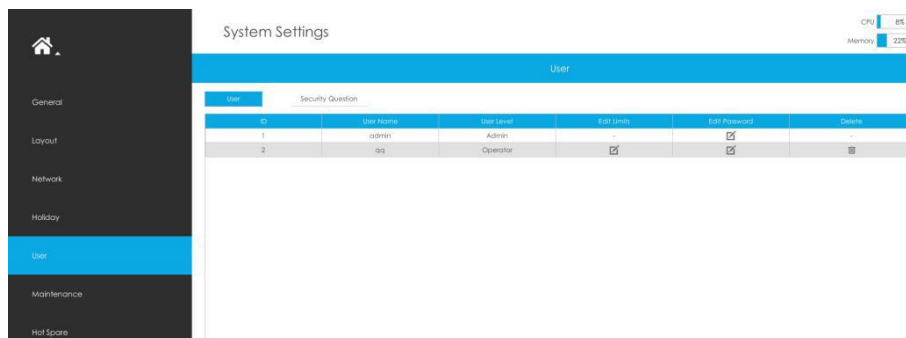 System Settings
CPU 8%
Memory 22%
User
General
Layout
Network
Holiday
User
Maintenance
Hot Spare
User Security Question
ID User Name User Level Edit Limits Edit Password Delete
1 admin Admin - -
2 qq Operator